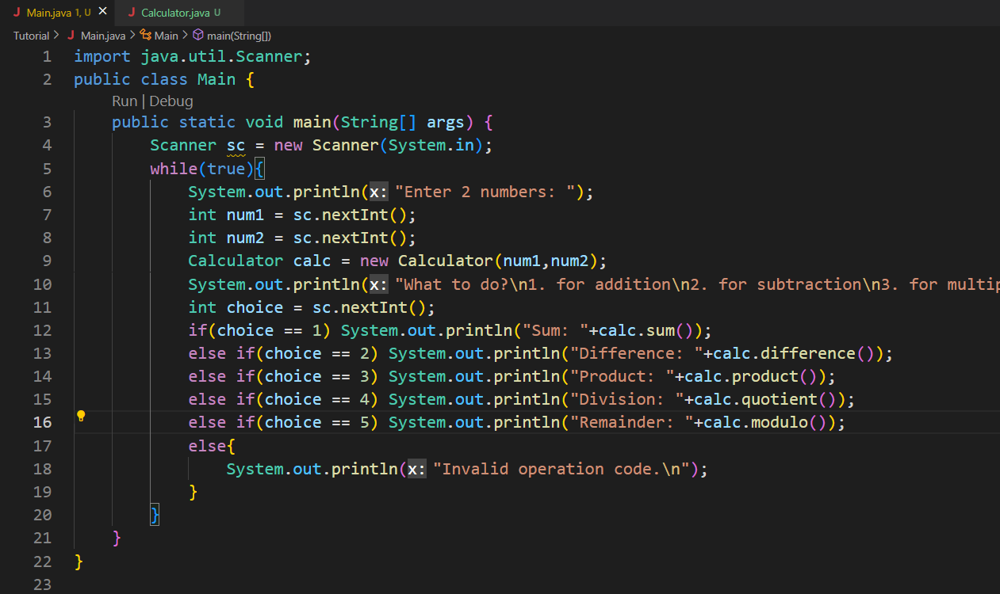 Main.java 1, U
Calculator.java U
Tutorial > Main.java > Main > main(String[])
1 import java.util.Scanner;
2 public class Main {
Run | Debug
3 public static void main(String[] args) {
4 Scanner sc = new Scanner(System.in);
5 while(true){
6 System.out.println(x: "Enter 2 numbers: ");
7 int num1 = sc.nextInt();
8 int num2 = sc.nextInt();
9 Calculator calc = new Calculator(num1,num2);
10 System.out.println(x: "What to do?\n1. for addition\n2. for subtraction\n3. for multip
11 int choice = sc.nextInt();
12 if(choice == 1) System.out.println("Sum: "+calc.sum());
13 else if(choice == 2) System.out.println("Difference: "+calc.difference());
14 else if(choice == 3) System.out.println("Product: "+calc.product());
15 else if(choice == 4) System.out.println("Division: "+calc.quotient());
16 else if(choice == 5) System.out.println("Remainder: "+calc.modulo());
17 else{
18 System.out.println(x: "Invalid operation code.\n");
19 }
20 }
21 }
22 }
23